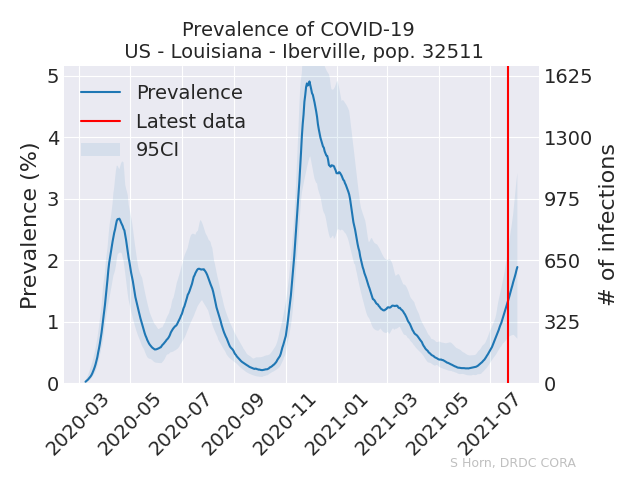 Prevalence of COVID-19
US - Louisiana - Iberville, pop. 32511
Prevalence
Latest data
95CI
Prevalence (%)
5
4
3
2
1
0
1625
1300
975
650
325
0
# of infections
2020-03
2020-05
2020-07
2020-09
2020-11
2021-01
2021-03
2021-05
2021-07
S Horn, DRDC CORA